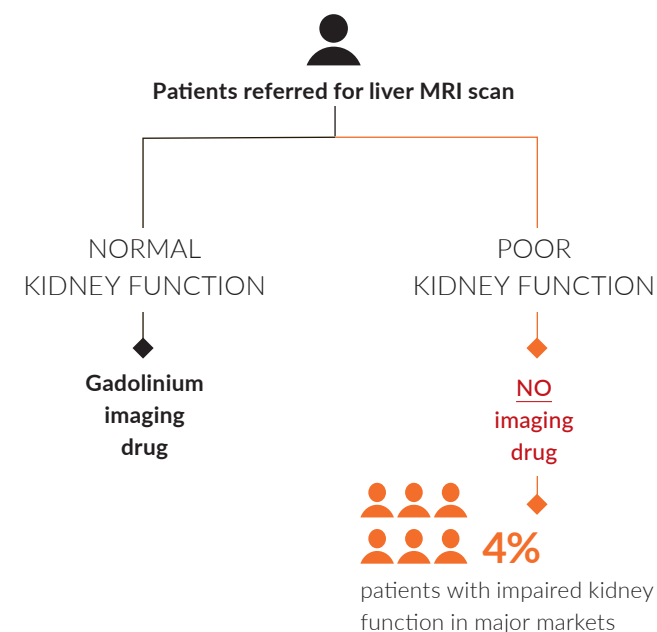 Patients referred for liver MRI scan
NORMAL
KIDNEY FUNCTION
Gadolinium
imaging
drug
POOR
KIDNEY FUNCTION
NO
imaging
drug
4%
patients with impaired kidney
function in major markets